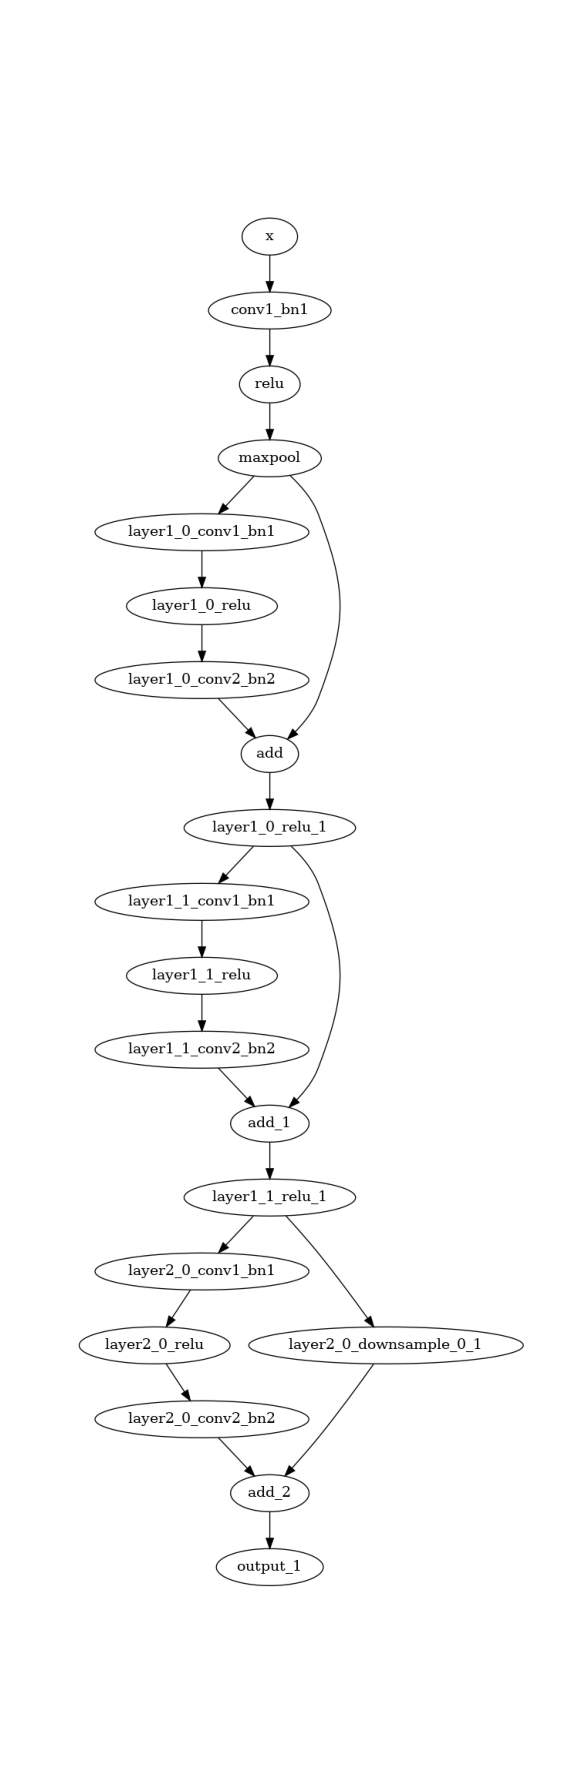 x
conv1_bn1
relu
maxpool
layer1_0_conv1_bn1
layer1_0_relu
layer1_0_conv2_bn2
add
layer1_0_relu_1
layer1_1_conv1_bn1
layer1_1_relu
layer1_1_conv2_bn2
add_1
layer1_1_relu_1
layer2_0_conv1_bn1
layer2_0_relu
layer2_0_downsample_0_1
layer2_0_conv2_bn2
add_2
output_1